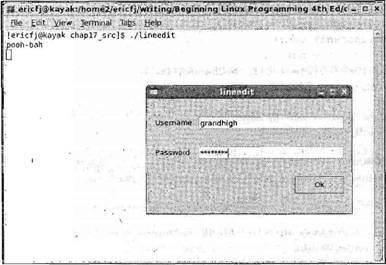 ericfj@kayak:/home2/ericfj/writing/Beginning Linux Programming 4th Ed/c
File Edit View Terminal Tabs Help
[ericfj@kayak chap17_src]$ ./lineedit
pooh-bah
lineedit
Username grandhigh
Password ********
Ok